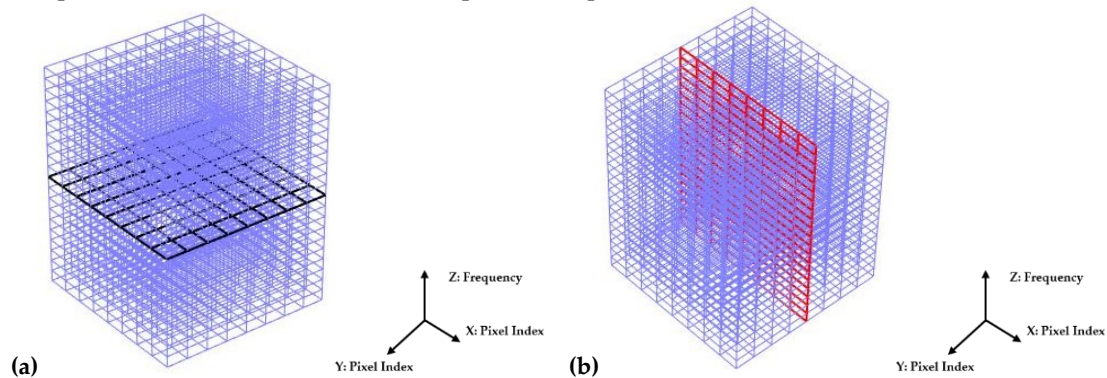 Z: Frequency
X: Pixel Index
Y: Pixel Index
(a)
Z: Frequency
X: Pixel Index
Y: Pixel Index
(b)